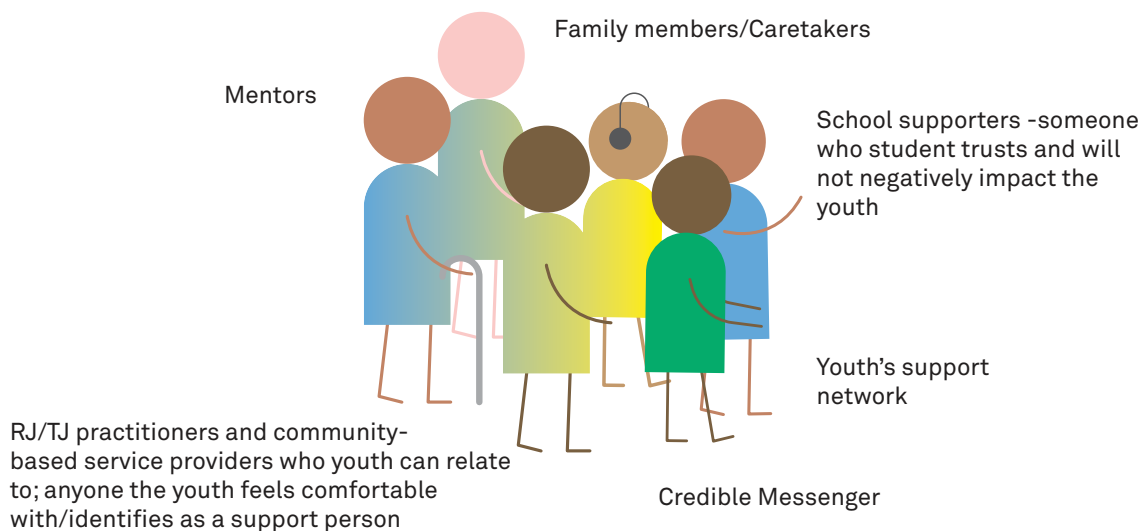 Family members/Caretakers
Mentors
School supporters -someone
who student trusts and will
not negatively impact the
youth
Youth’s support
network
RJ/TJ practitioners and community-
based service providers who youth can relate
to; anyone the youth feels comfortable
with/identifies as a support person
Credible Messenger